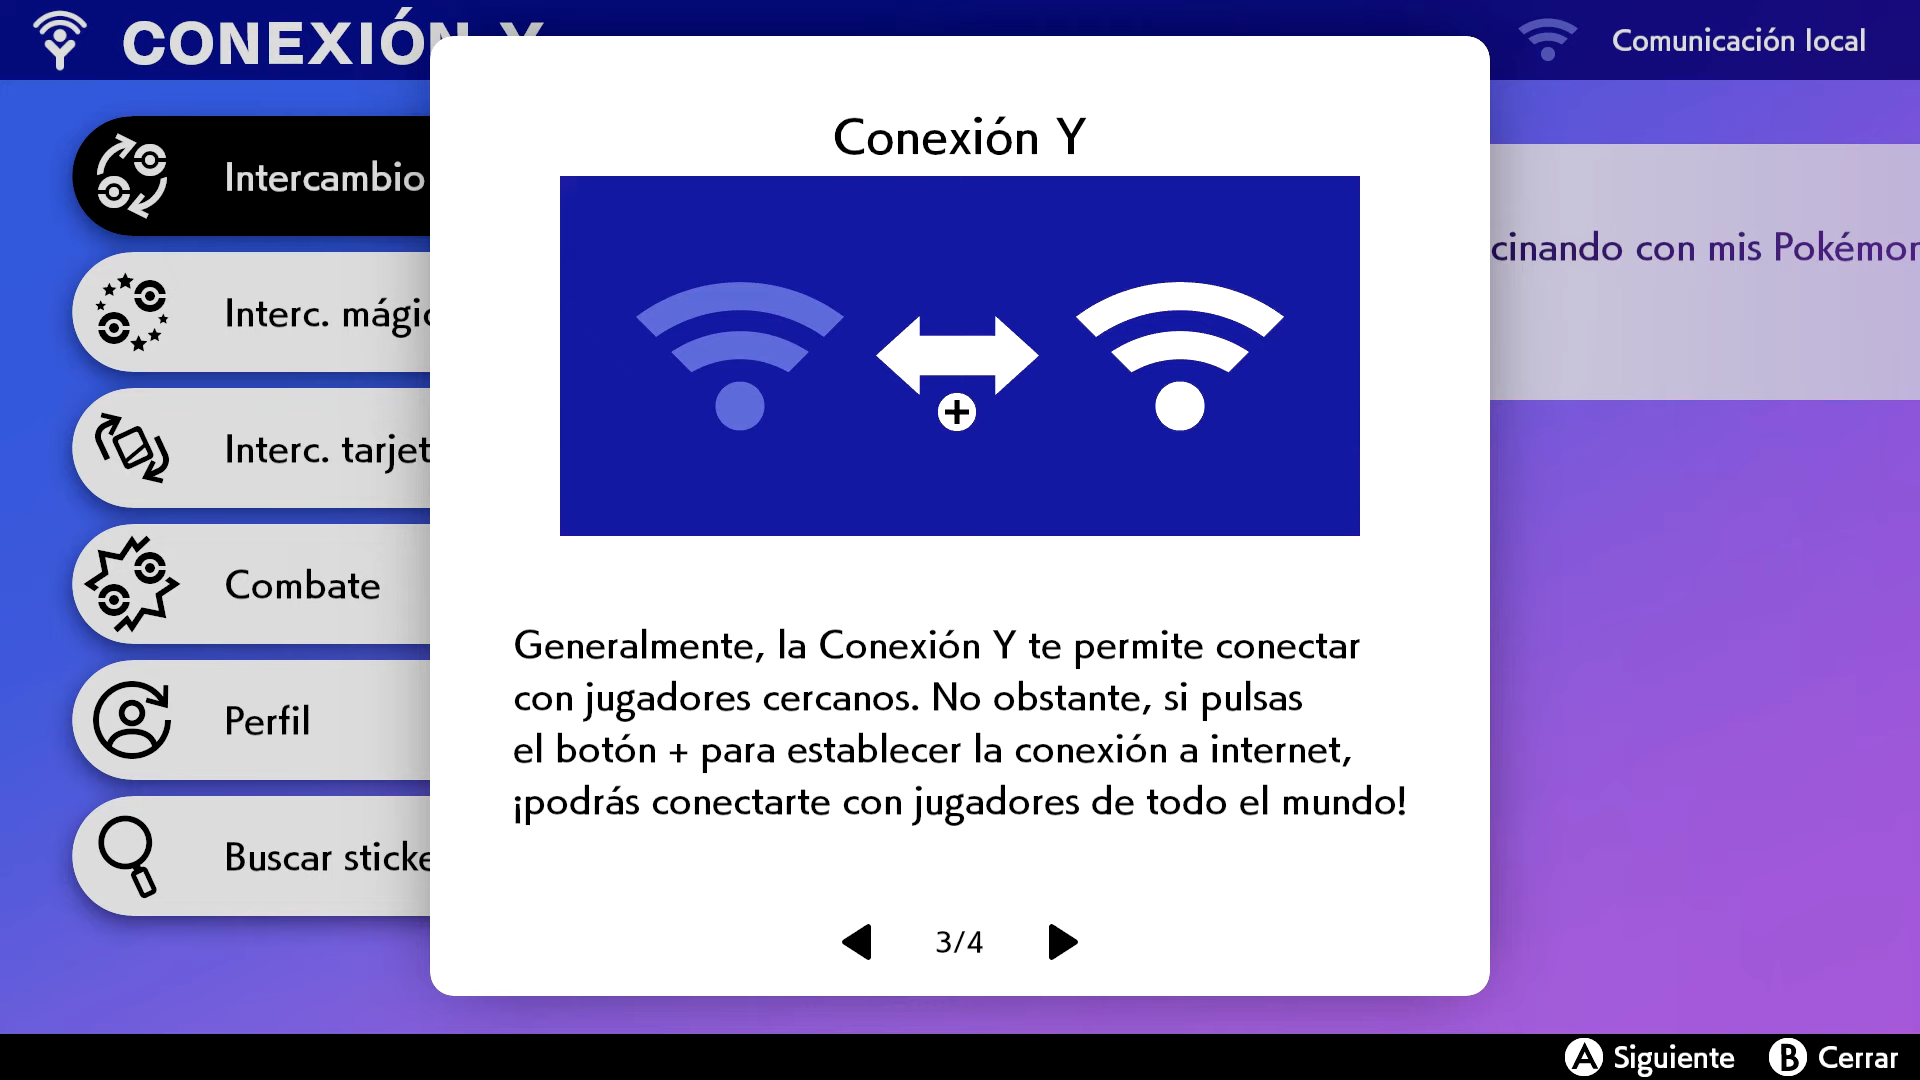 CONEXIÓN Y
Comunicación local
Intercambio
Interc. mágic
Interc. tarjet
Combate
Perfil
Buscar sticke
Conexión Y
+
Generalmente, la Conexión Y te permite conectar
con jugadores cercanos. No obstante, si pulsas
el botón + para establecer la conexión a internet,
¡podrás conectarte con jugadores de todo el mundo!
3/4
cinando con mis Pokémon
A Siguiente
B Cerrar